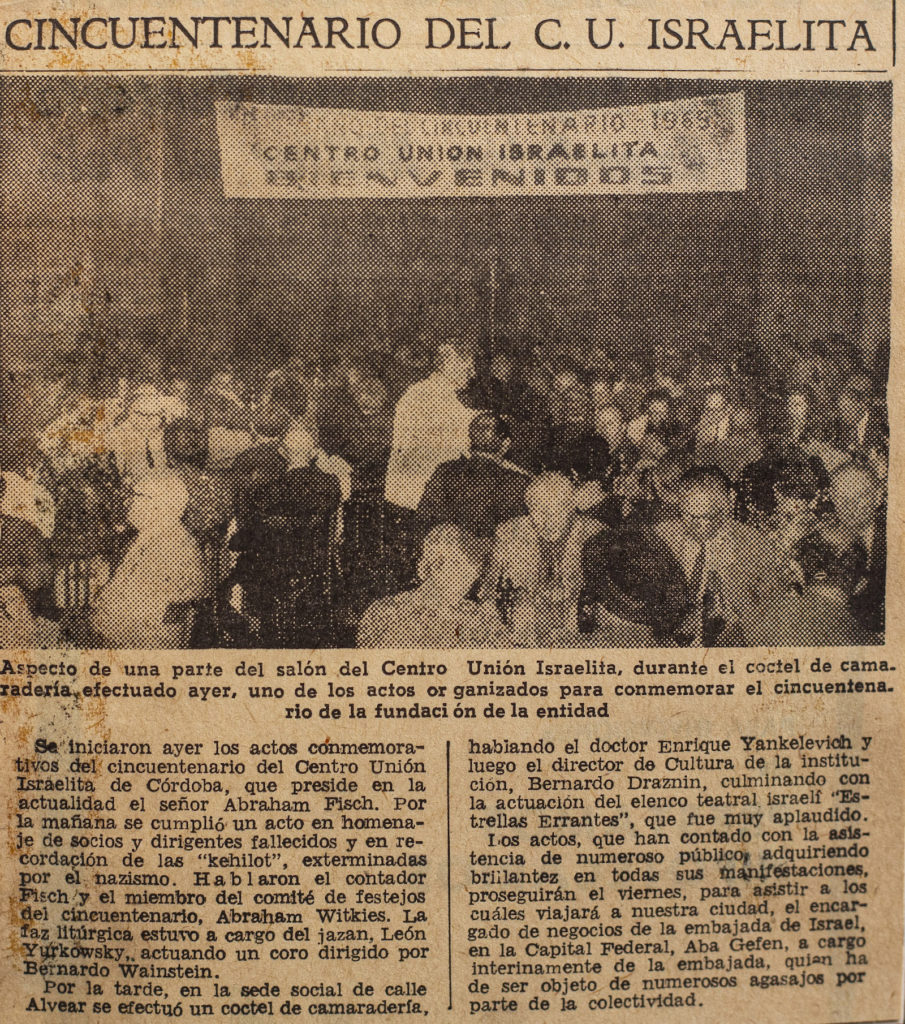 CINCUENTENARIO DEL C. U. ISRAELITA
CINCUENTENARIO 1965
CENTRO UNION ISRAELITA
BIENVENIDOS
Aspecto de una parte del salón del Centro Unión Israelita, durante el coctel de cama-
radería, efectuado ayer, uno de los actos or ganizados para conmemorar el cincuentena-
rio de la fundaci ón de la entidad
Se iniciaron ayer los actos conmemora-
tivos del cincuentenario del Centro Unión
Israelita de Córdoba, que preside en la
actualidad el señor Abraham Fisch. Por
la mañana se cumplió un acto en homena-
je de socios y dirigentes fallecidos y en re-
cordación de las "kehilot", exterminadas
por el nazismo. Hablaron el contador
Fisch y el miembro del comité de festejos
del cincuentenario, Abraham Witkies. La
faz litúrgica estuvo a cargo del jazan, León
Yurkowsky, actuando un coro dirigido por
Bernardo Wainstein.
Por la tarde, en la sede social de calle
Alvear se efectuó un coctel de camaradería,
hablando el doctor Enrique Yankelevich y
luego el director de Cultura de la institu-
ción, Bernardo Draznin, culminando con
la actuación del elenco teatral israelí "Es-
trellas Errantes", que fue muy aplaudido.
Los actos, que han contado con la asis-
tencia de numeroso público, adquiriendo
brillantez en todas sus manifestaciones,
proseguirán el viernes, para asistir a los
cuáles viajará a nuestra ciudad, el encar-
gado de negocios de la embajada de Israel,
en la Capital Federal, Aba Gefen, a cargo
interinamente de la embajada, quien ha
de ser objeto de numerosos agasajos por
parte de la colectividad.